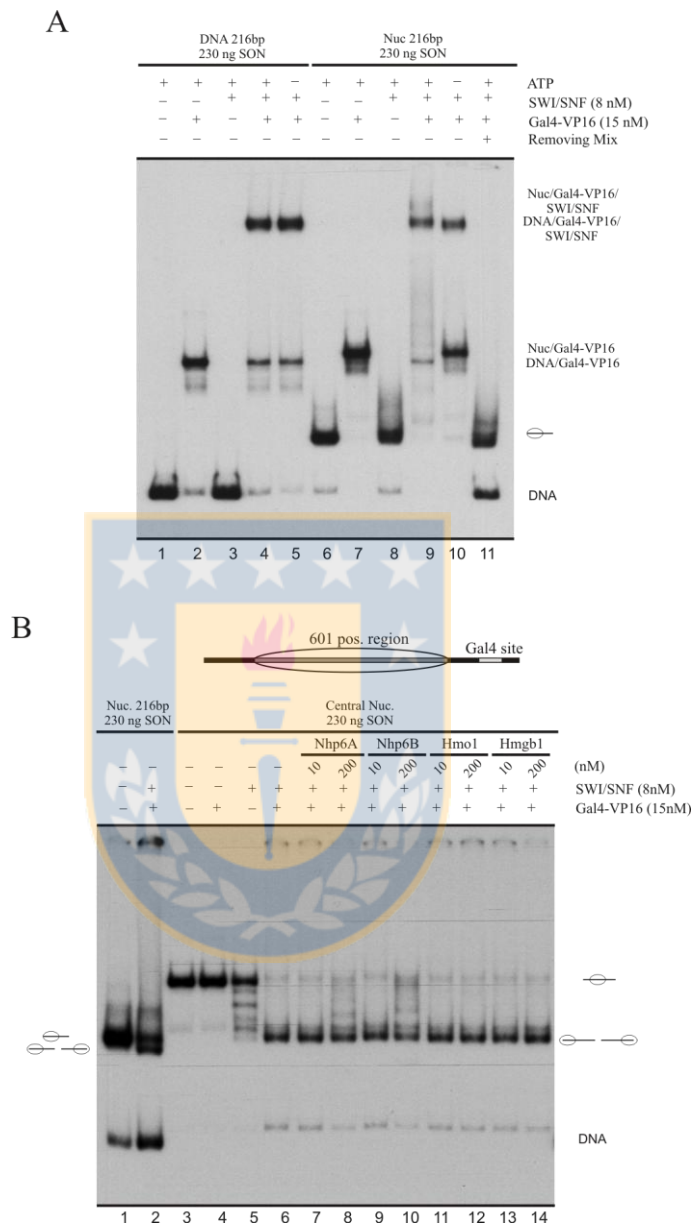 A
DNA 216bp Nuc 216bp
230 ng SON 230 ng SON
+ + + + − + + + + − + ATP
− − + + + − − + + + + SWI/SNF (8 nM)
− + − + + − + − + + + Gal4-VP16 (15 nM)
− − − − − − − − − − + Removing Mix
Nuc/Gal4-VP16/
SWI/SNF
DNA/Gal4-VP16/
SWI/SNF
Nuc/Gal4-VP16
DNA/Gal4-VP16
DNA
1 2 3 4 5 6 7 8 9 10 11
B
601 pos. region
Gal4 site
Nuc. 216bp Central Nuc.
230 ng SON 230 ng SON
Nhp6A Nhp6B Hmo1 Hmgb1
− − − − − − 10 200 10 200 10 200 10 200 (nM)
− + − − + + + + + + + + + + SWI/SNF (8nM)
− + − + − + + + + + + + + + Gal4-VP16 (15nM)
DNA
1 2 3 4 5 6 7 8 9 10 11 12 13 14